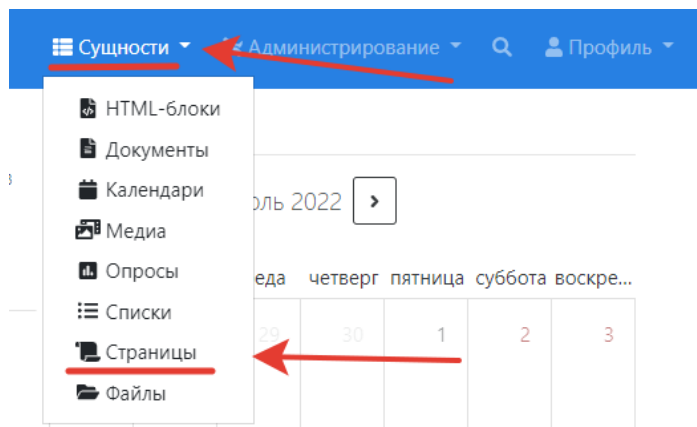 Сущности Администрирование Профиль
HTML-блоки
Документы
Календари
оль 2022
Медиа
Опросы
еда четверг пятница суббота воскре...
Списки
29 30 1 2 3
Страницы
Файлы